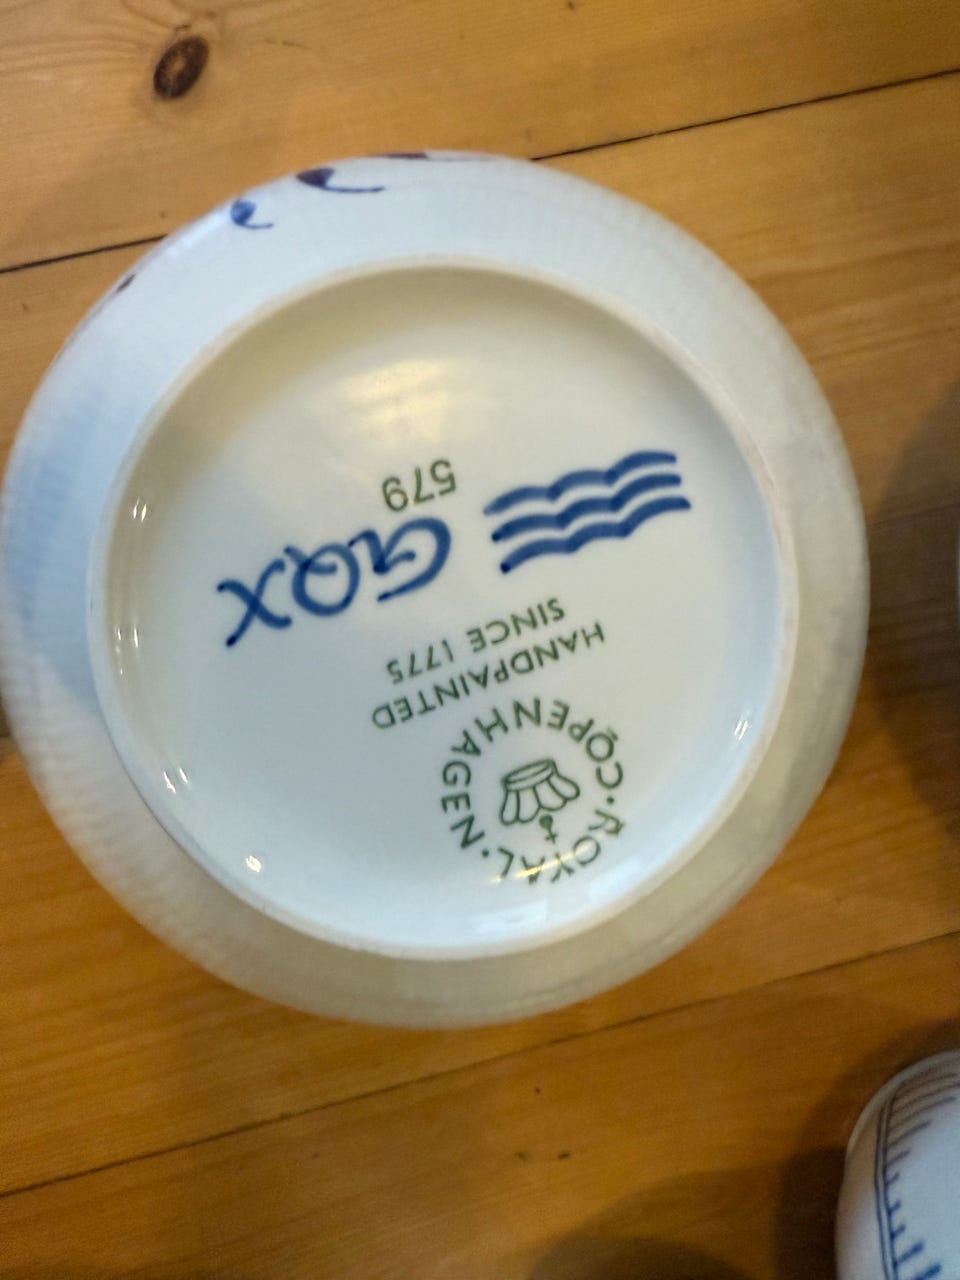 ROYAL · COPENHAGEN ·
HANDPAINTED
SINCE 1775
GQX
579